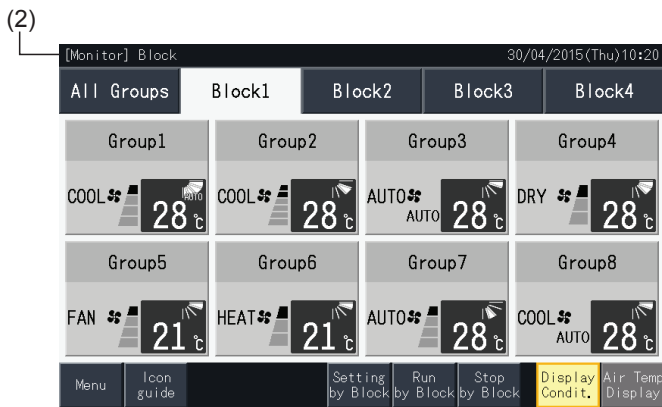 (2)
[Monitor] Block 30/04/2015(Thu)10:20
All Groups Block1 Block2 Block3 Block4
Group1 Group2 Group3 Group4
COOL 28 ℃ AUTO COOL 28 ℃ AUTO AUTO 28 ℃ DRY 28 ℃
Group5 Group6 Group7 Group8
FAN 21 ℃ HEAT 21 ℃ AUTO 28 ℃ COOL AUTO 28 ℃
Menu Icon guide Setting by Block Run by Block Stop by Block Display Condit. Air Temp Display